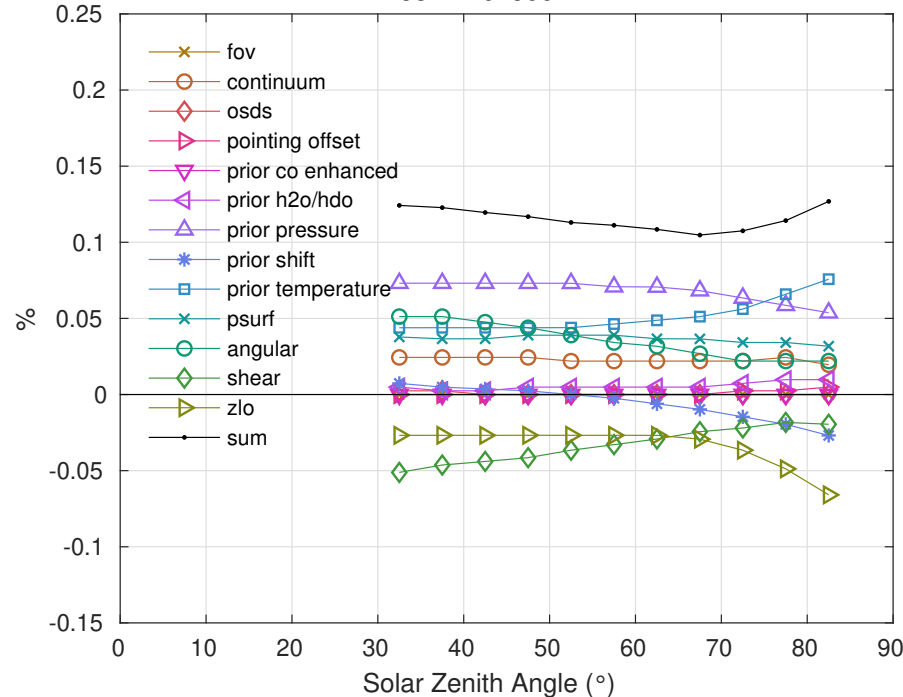 0.25
0.2
0.15
0.1
0.05
0
-0.05
-0.1
-0.15
%
fov
continuum
osds
pointing offset
prior co enhanced
prior h2o/hdo
prior pressure
prior shift
prior temperature
psurf
angular
shear
zlo
sum
0 10 20 30 40 50 60 70 80 90
Solar Zenith Angle (°)